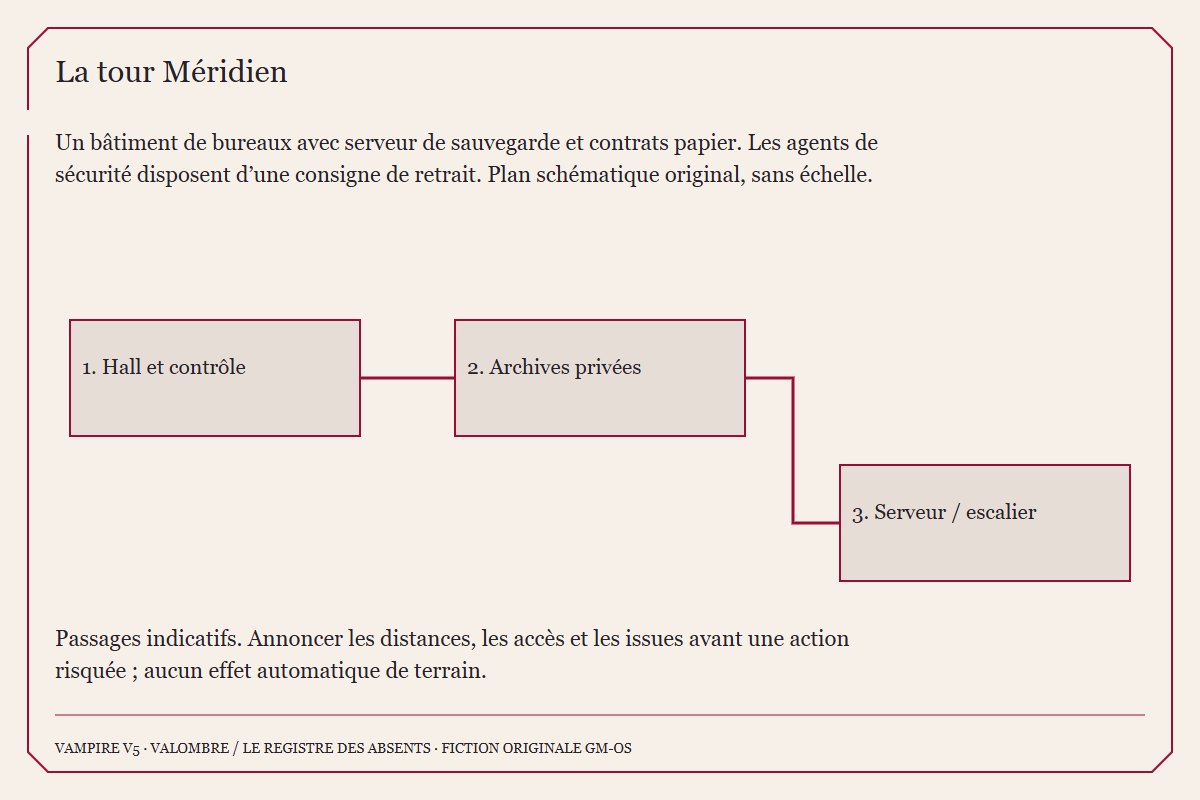 La tour Méridien
Un bâtiment de bureaux avec serveur de sauvegarde et contrats papier. Les agents de
sécurité disposent d’une consigne de retrait. Plan schématique original, sans échelle.
1. Hall et contrôle
2. Archives privées
3. Serveur / escalier
Passages indicatifs. Annoncer les distances, les accès et les issues avant une action
risquée ; aucun effet automatique de terrain.
VAMPIRE V5 · VALOMBRE / LE REGISTRE DES ABSENTS · FICTION ORIGINALE GM-OS